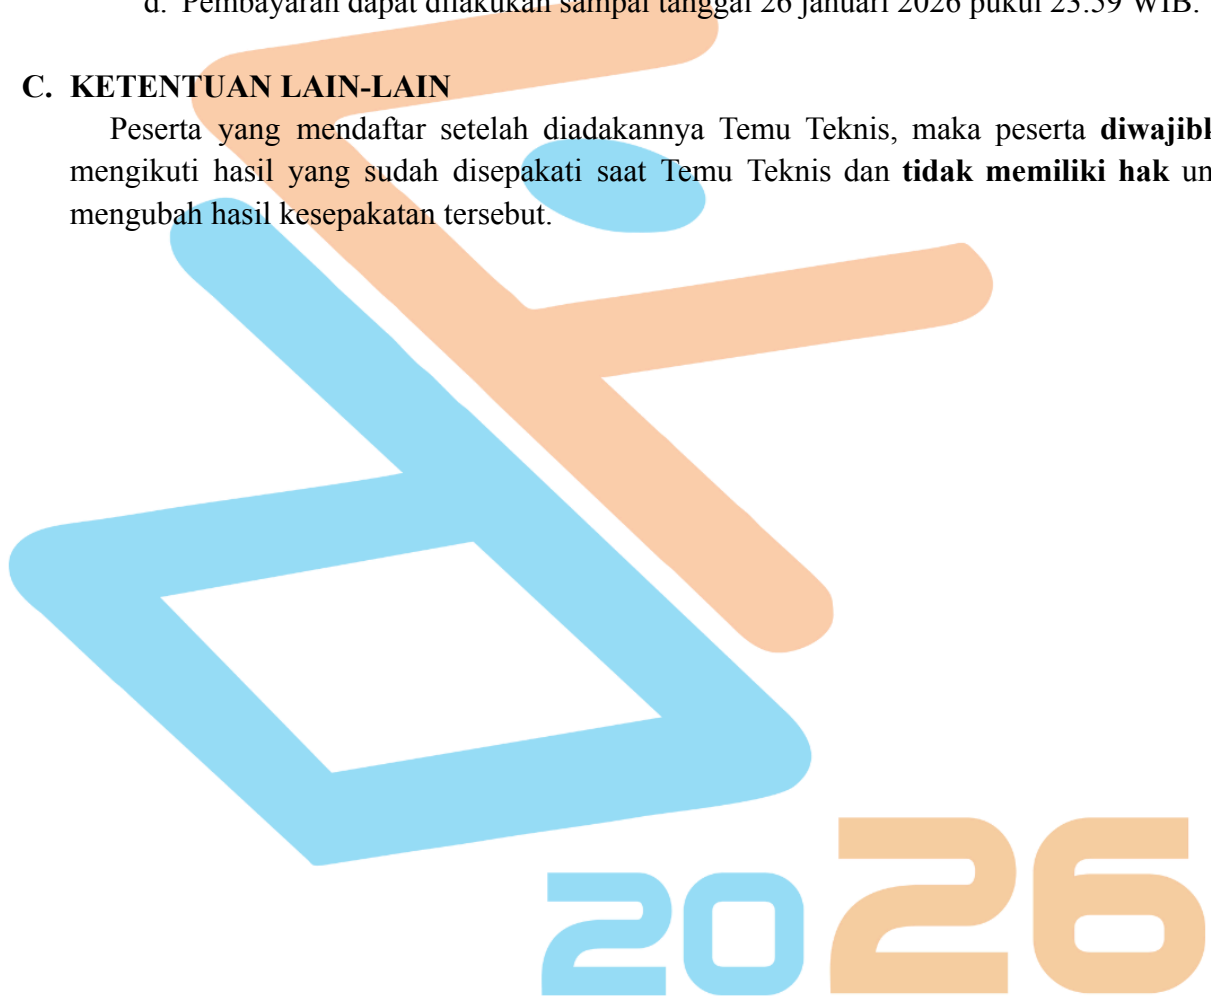 d. Pembayaran dapat dilakukan sampai tanggal 26 januari 2026 pukul 23.59 WIB.
C. KETENTUAN LAIN-LAIN
Peserta yang mendaftar setelah diadakannya Temu Teknis, maka peserta
mengikuti hasil yang sudah disepakati saat Temu Teknis dan tidak memiliki hak
mengubah hasil kesepakatan tersebut.
2026